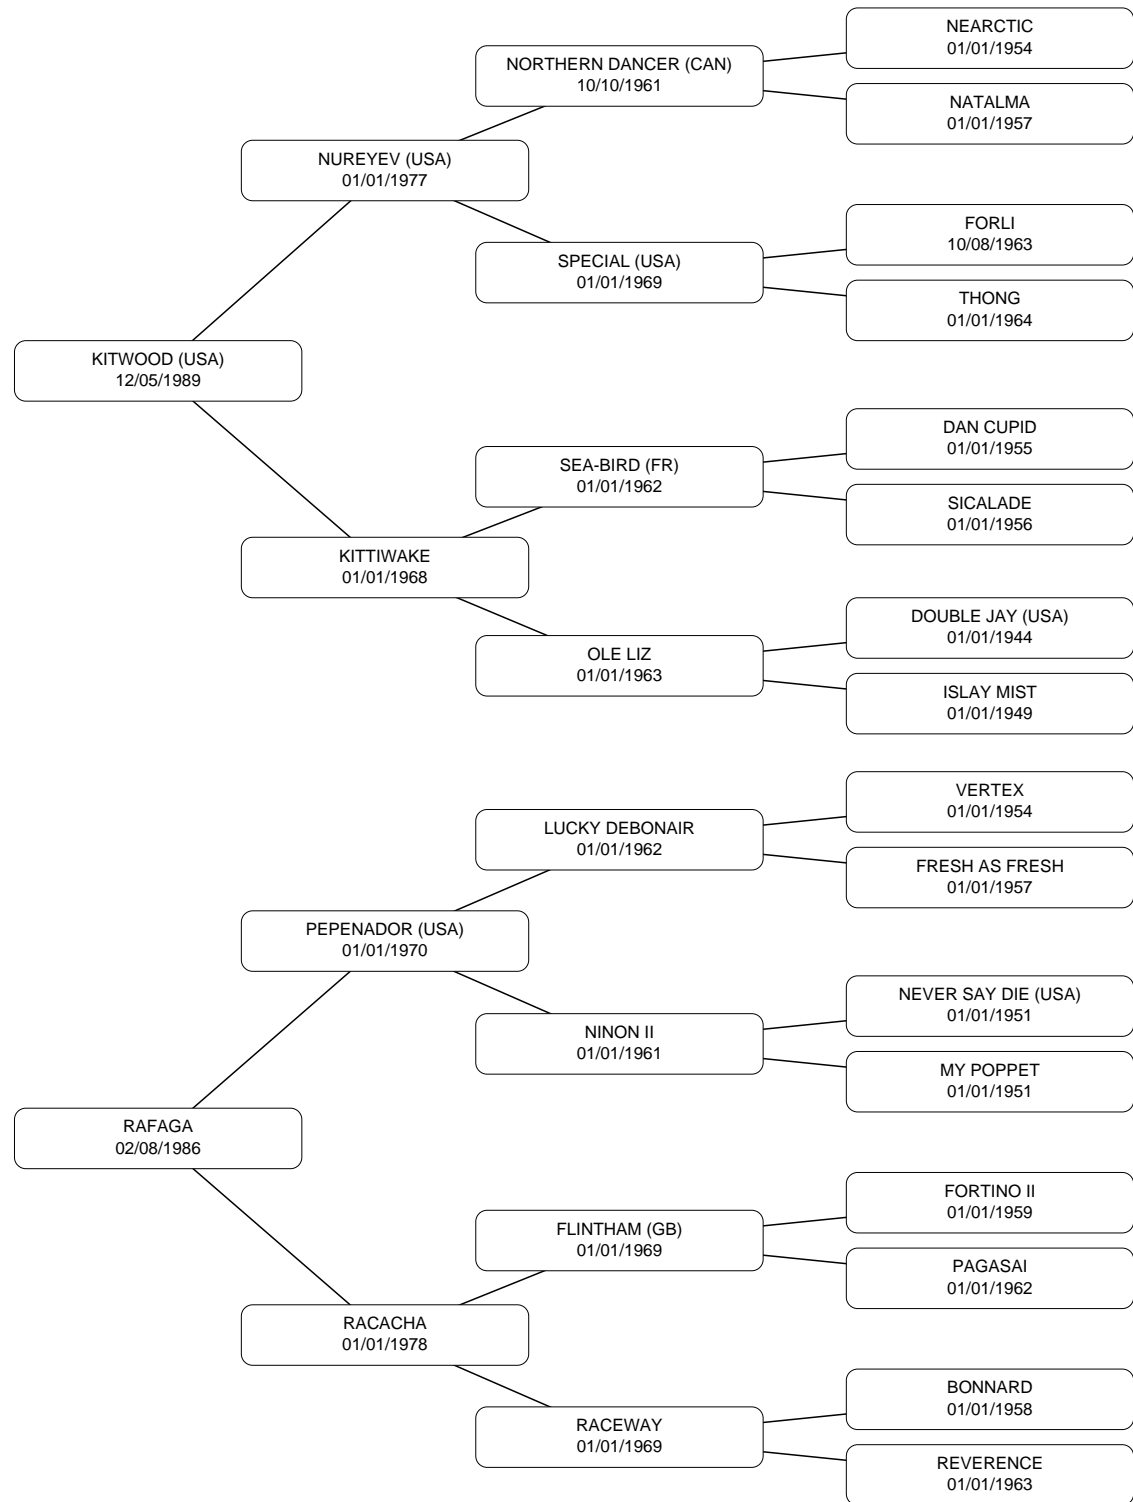 NEARCTIC
01/01/1954
NORTHERN DANCER (CAN)
10/10/1961
NATALMA
01/01/1957
NUREYEV (USA)
01/01/1977
FORLI
10/08/1963
SPECIAL (USA)
01/01/1969
THONG
01/01/1964
KITWOOD (USA)
12/05/1989
DAN CUPID
01/01/1955
SEA-BIRD (FR)
01/01/1962
SICALADE
01/01/1956
KITTIWAKE
01/01/1968
DOUBLE JAY (USA)
01/01/1944
OLE LIZ
01/01/1963
ISLAY MIST
01/01/1949
VERTEX
01/01/1954
LUCKY DEBONAIR
01/01/1962
FRESH AS FRESH
01/01/1957
PEPENADOR (USA)
01/01/1970
NEVER SAY DIE (USA)
01/01/1951
NINON II
01/01/1961
MY POPPET
01/01/1951
RAFAGA
02/08/1986
FORTINO II
01/01/1959
FLINTHAM (GB)
01/01/1969
PAGASAI
01/01/1962
RACACHA
01/01/1978
BONNARD
01/01/1958
RACEWAY
01/01/1969
REVERENCE
01/01/1963